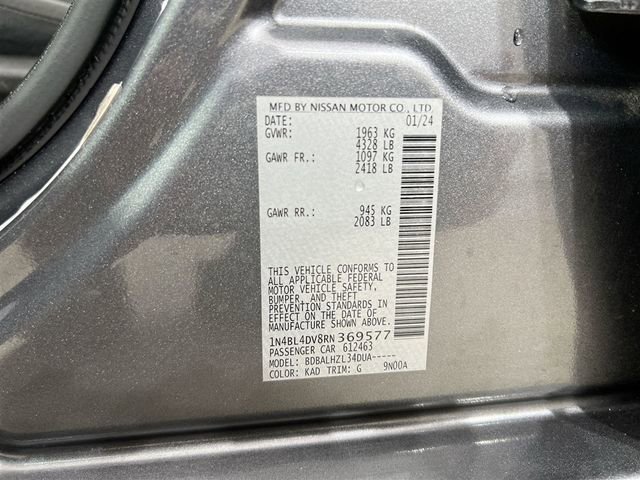 MFD BY NISSAN MOTOR CO., LTD.
DATE: 01/24
GVWR: 1963 KG
4328 LB
GAWR FR.: 1097 KG
2418 LB
GAWR RR.: 945 KG
2083 LB
THIS VEHICLE CONFORMS TO
ALL APPLICABLE FEDERAL
MOTOR VEHICLE SAFETY,
BUMPER, AND THEFT
PREVENTION STANDARDS IN
EFFECT ON THE DATE OF
MANUFACTURE SHOWN ABOVE.
1N4BL4DV8RN369577
PASSENGER CAR 612463
MODEL: BDBALHZL34DUA-----
COLOR: KAD TRIM: G 9N00A